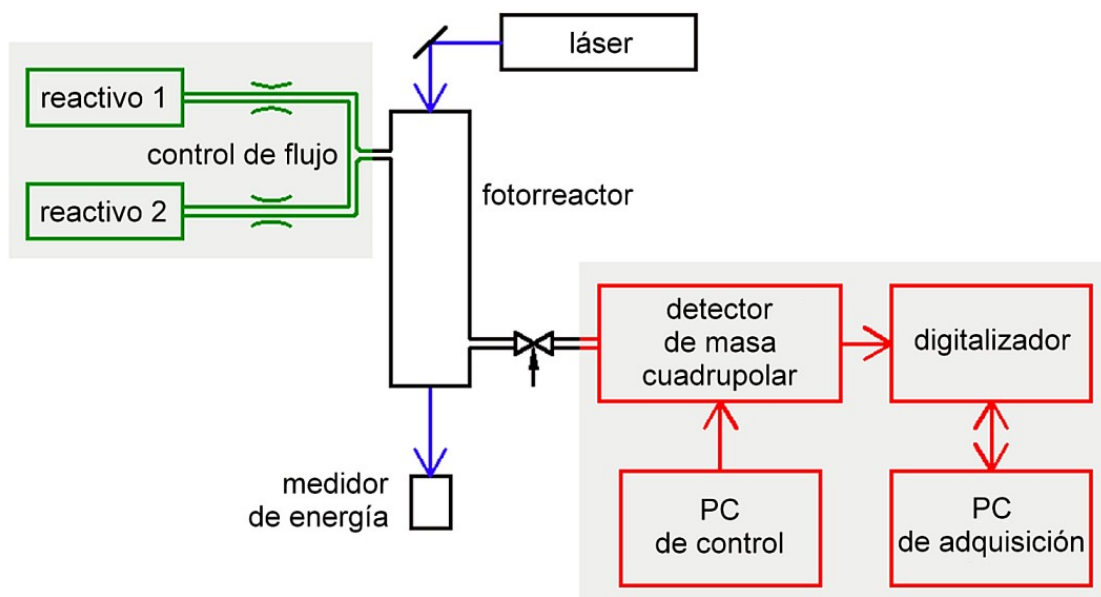 láser
reactivo 1
control de flujo
reactivo 2
fotorreactor
detector
de masa
cuadrupolar
digitalizador
medidor
de energía
PC
de control
PC
de adquisición